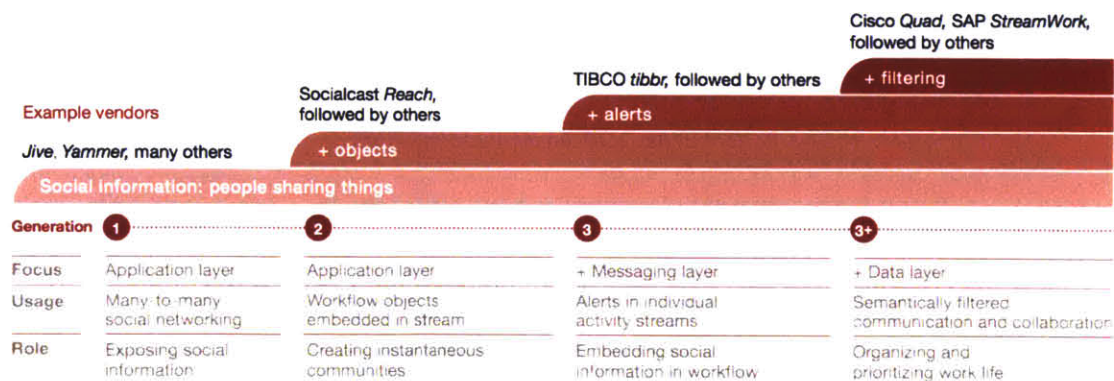 Cisco Quad, SAP StreamWork,
followed by others
+ filtering
TIBCO tibbr, followed by others
+ alerts
Socialcast Reach,
followed by others
+ objects
Example vendors
Jive, Yammer, many others
Social information: people sharing things
Generation 1 2 3 3+
Focus Application layer Application layer + Messaging layer + Data layer
Usage Many-to-many Workflow objects Alerts in individual Semantically filtered
social networking embedded in stream activity streams communication and collaboration
Role Exposing social Creating instantaneous Embedding social Organizing and
information communities information in workflow prioritizing work life